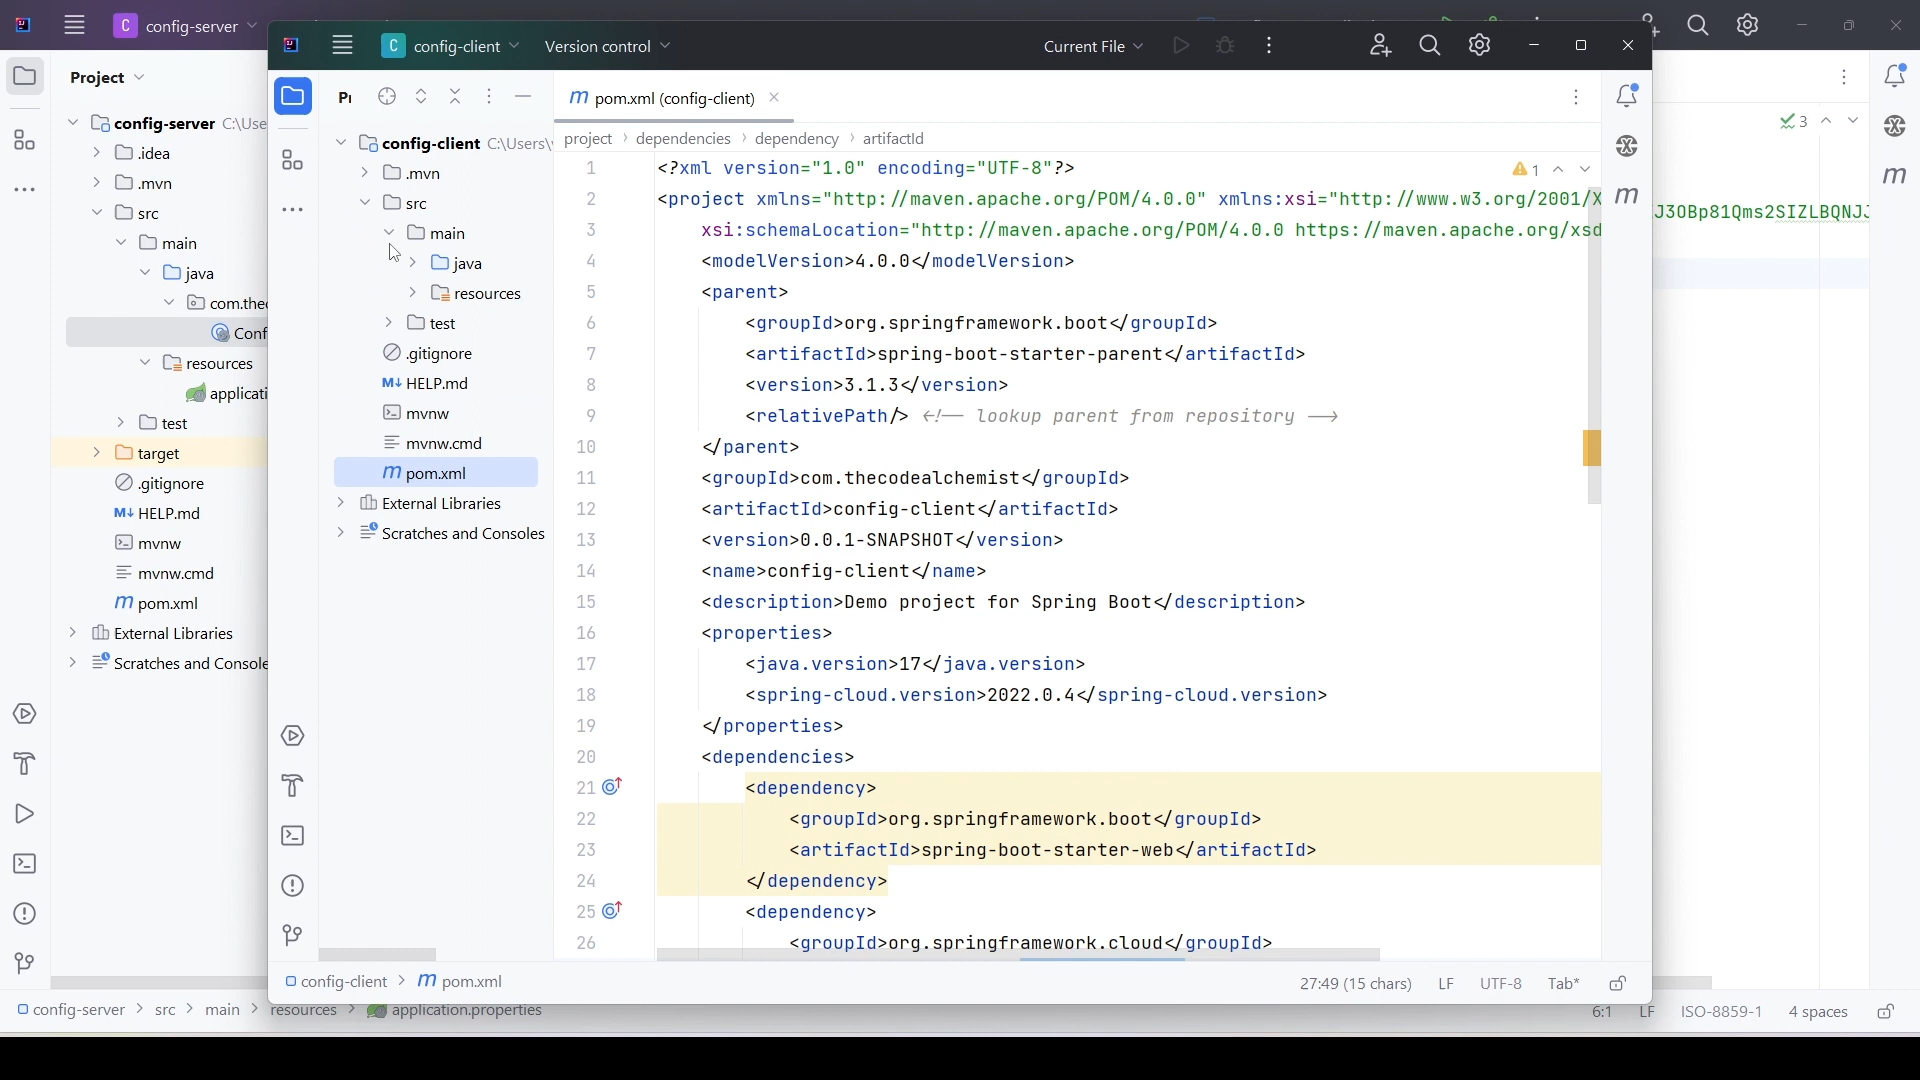 config-server
Project
config-server C:\Use
.idea
.mvn
src
main
java
com.thec
Conf
resources
applicati
test
target
.gitignore
HELP.md
mvnw
mvnw.cmd
pom.xml
External Libraries
Scratches and Console
config-client
Version control
Current File
config-client C:\Users\
.mvn
src
main
java
resources
test
.gitignore
HELP.md
mvnw
mvnw.cmd
pom.xml
External Libraries
Scratches and Consoles
pom.xml (config-client)
project > dependencies > dependency > artifactId
1 <?xml version="1.0" encoding="UTF-8"?>
2 <project xmlns="http://maven.apache.org/POM/4.0.0" xmlns:xsi="http://www.w3.org/2001/X
3 xsi:schemaLocation="http://maven.apache.org/POM/4.0.0 https://maven.apache.org/xsd
4 <modelVersion>4.0.0</modelVersion>
5 <parent>
6 <groupId>org.springframework.boot</groupId>
7 <artifactId>spring-boot-starter-parent</artifactId>
8 <version>3.1.3</version>
9 <relativePath/> <!-- lookup parent from repository -->
10 </parent>
11 <groupId>com.thecodealchemist</groupId>
12 <artifactId>config-client</artifactId>
13 <version>0.0.1-SNAPSHOT</version>
14 <name>config-client</name>
15 <description>Demo project for Spring Boot</description>
16 <properties>
17 <java.version>17</java.version>
18 <spring-cloud.version>2022.0.4</spring-cloud.version>
19 </properties>
20 <dependencies>
21 <dependency>
22 <groupId>org.springframework.boot</groupId>
23 <artifactId>spring-boot-starter-web</artifactId>
24 </dependency>
25 <dependency>
26 <groupId>org.springframework.cloud</groupId>
1
3
J3OBp81Qms2SIZLBQNJJ
config-client > pom.xml
27:49 (15 chars) LF UTF-8 Tab*
config-server > src > main > resources > application.properties
6:1 LF ISO-8859-1 4 spaces